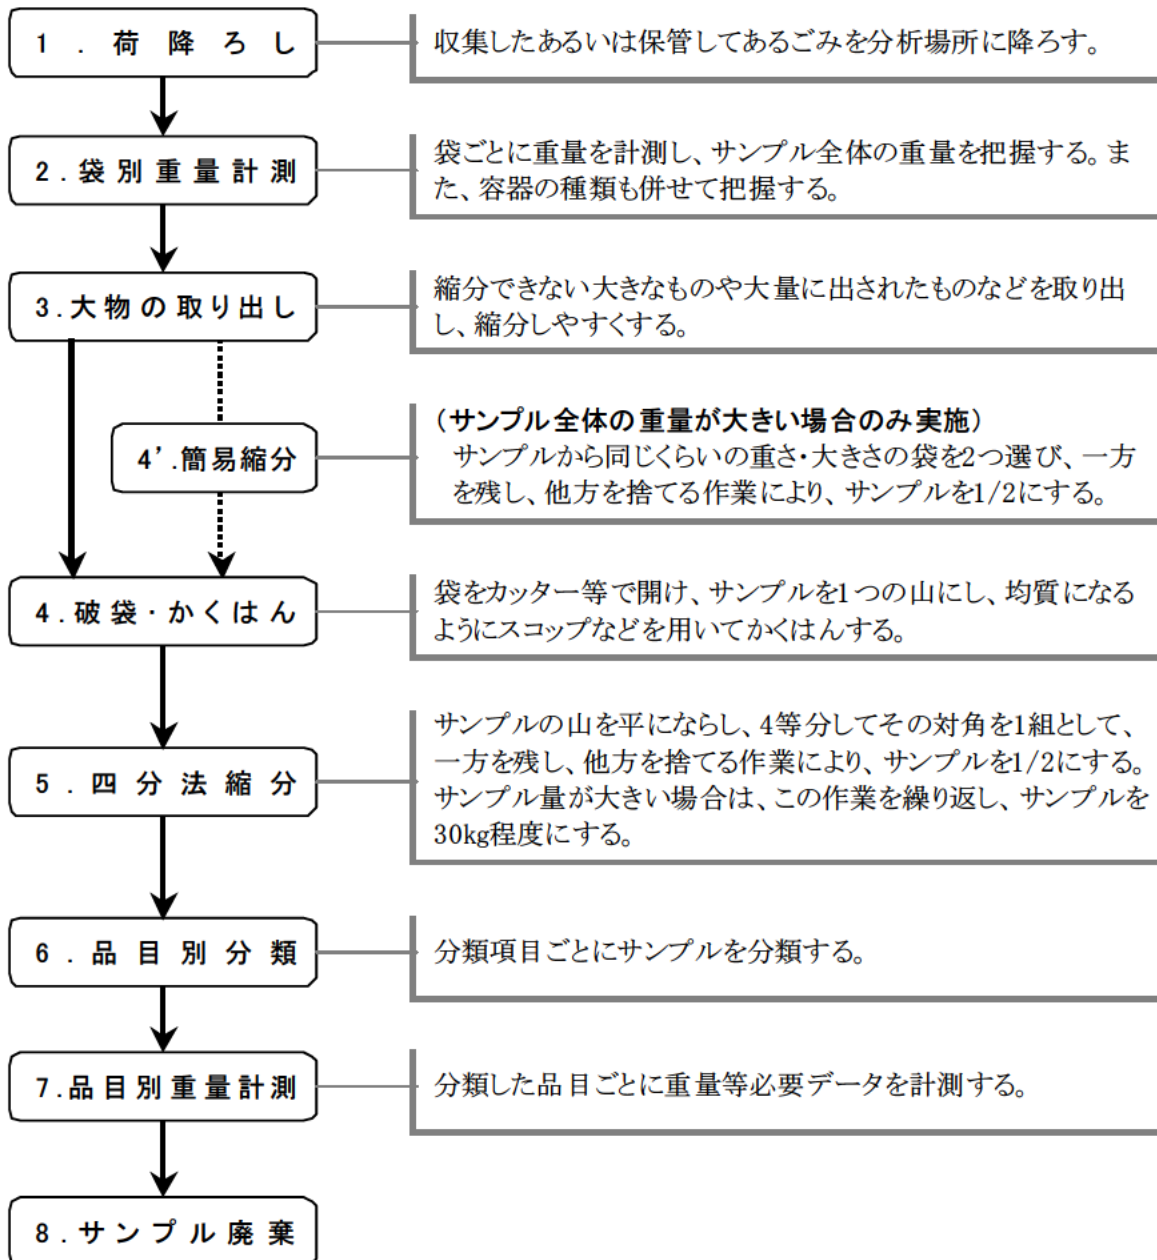 1.荷降ろし
収集したあるいは保管してあるごみを分析場所に降ろす。
2.袋別重量計測
袋ごとに重量を計測し、サンプル全体の重量を把握する。ま
た、容器の種類も併せて把握する。
3.大物の取り出し
縮分できない大きなものや大量に出されたものなどを取り出
し、縮分しやすくする。
4’.簡易縮分
(サンプル全体の重量が大きい場合のみ実施)
サンプルから同じくらいの重さ・大きさの袋を2つ選び、一方
を残し、他方を捨てる作業により、サンプルを1/2にする。
4.破袋・かくはん
袋をカッター等で開け、サンプルを1つの山にし、均質になる
ようにスコップなどを用いてかくはんする。
5.四分法縮分
サンプルの山を平にならし、4等分してその対角を1組として、
一方を残し、他方を捨てる作業により、サンプルを1/2にする。
サンプル量が大きい場合は、この作業を繰り返し、サンプルを
30kg程度にする。
6.品目別分類
分類項目ごとにサンプルを分類する。
7.品目別重量計測
分類した品目ごとに重量等必要データを計測する。
8.サンプル廃棄